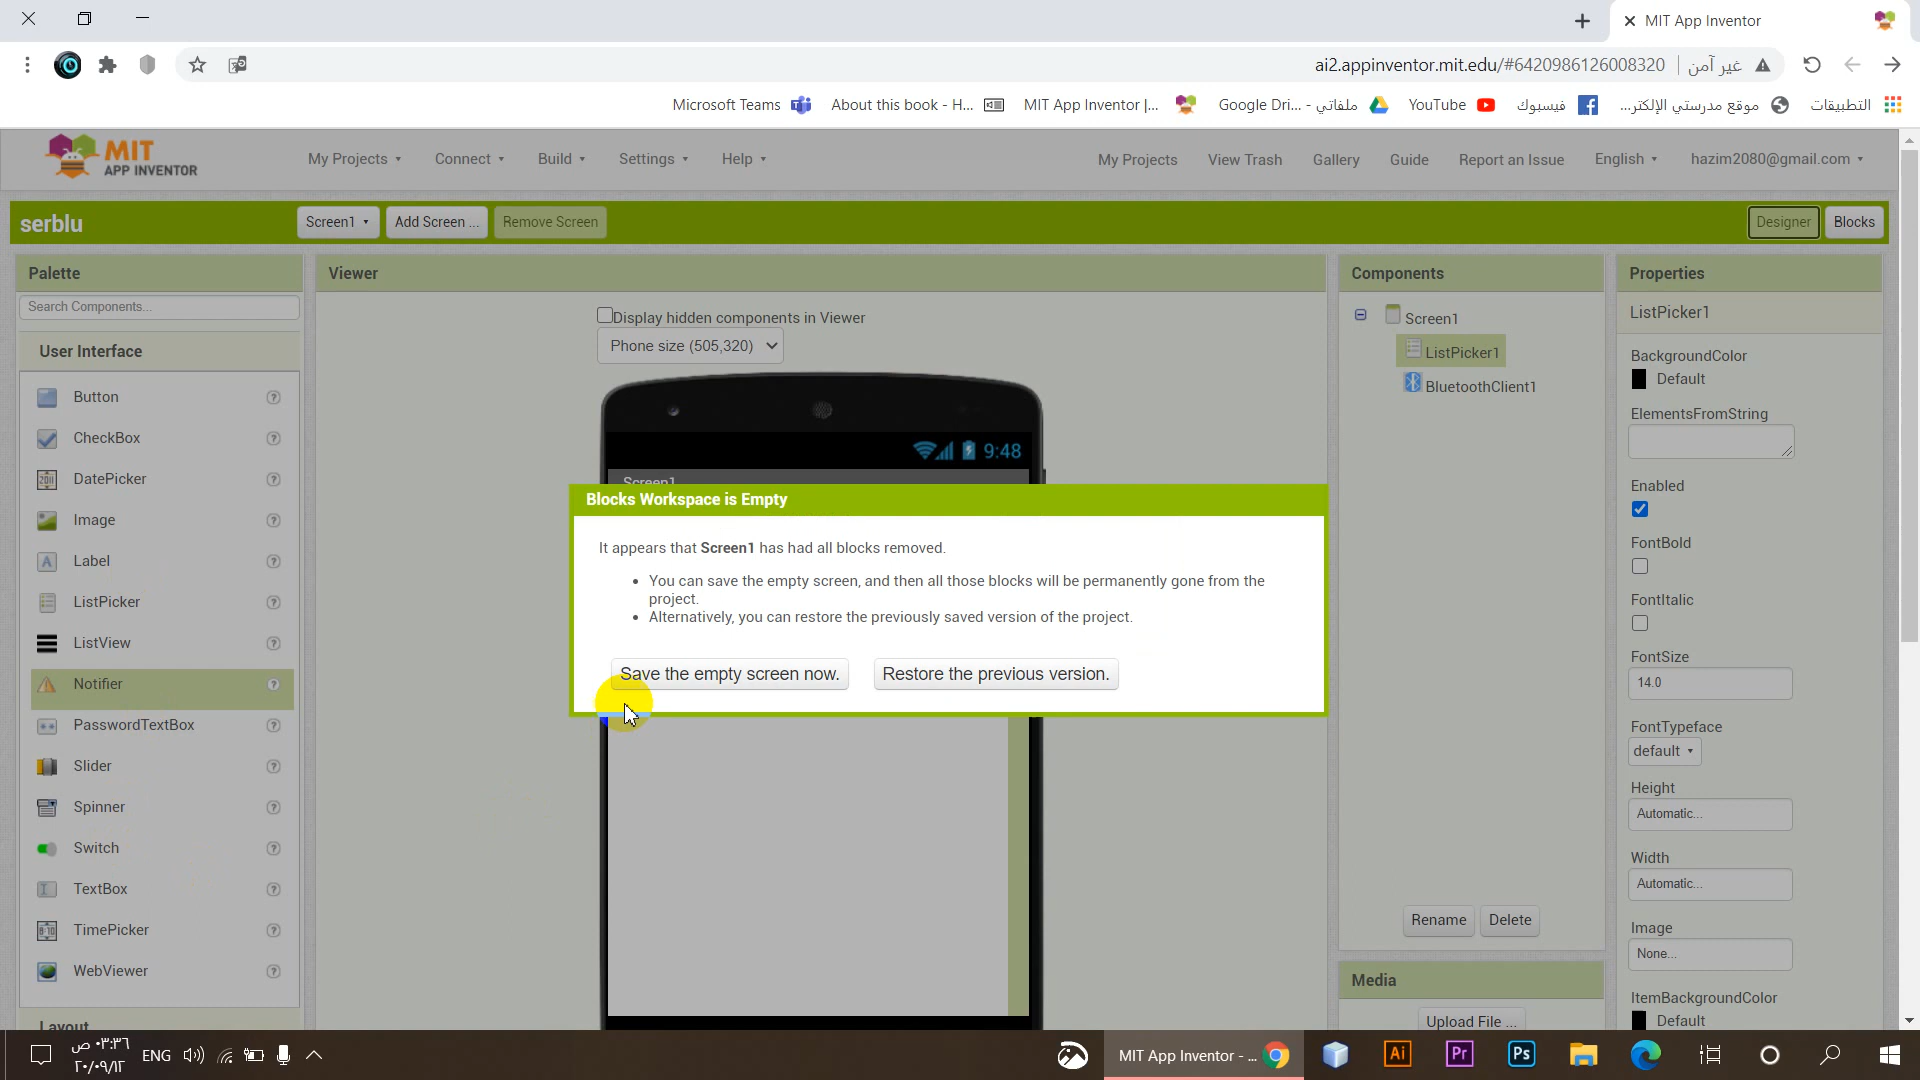 MIT App Inventor
ai2.appinventor.mit.edu/#6420986126008320
غير آمن
Microsoft Teams
About this book - H...
MIT App Inventor |...
ملفاتي - Google Dri...
YouTube
فيسبوك
موقع مدرستي الإلكتر...
التطبيقات
MIT
APP INVENTOR
My Projects
Connect
Build
Settings
Help
My Projects
View Trash
Gallery
Guide
Report an Issue
English
hazim2080@gmail.com
serblu
Screen1
Add Screen ...
Remove Screen
Designer
Blocks
Palette
Search Components...
User Interface
Button
CheckBox
DatePicker
Image
Label
ListPicker
ListView
Notifier
PasswordTextBox
Slider
Spinner
Switch
TextBox
TimePicker
WebViewer
Layout
Viewer
Display hidden components in Viewer
Phone size (505,320)
9:48
Screen1
Blocks Workspace is Empty
It appears that Screen1 has had all blocks removed.
You can save the empty screen, and then all those blocks will be permanently gone from the
project.
Alternatively, you can restore the previously saved version of the project.
Save the empty screen now.
Restore the previous version.
Components
Screen1
ListPicker1
BluetoothClient1
Rename
Delete
Media
Upload File ...
Properties
ListPicker1
BackgroundColor
Default
ElementsFromString
Enabled
FontBold
FontItalic
FontSize
14.0
FontTypeface
default
Height
Automatic...
Width
Automatic...
Image
None...
ItemBackgroundColor
Default
٠٣:٣٦ ص
ENG
MIT App Inventor - ...
Ai
Pr
Ps